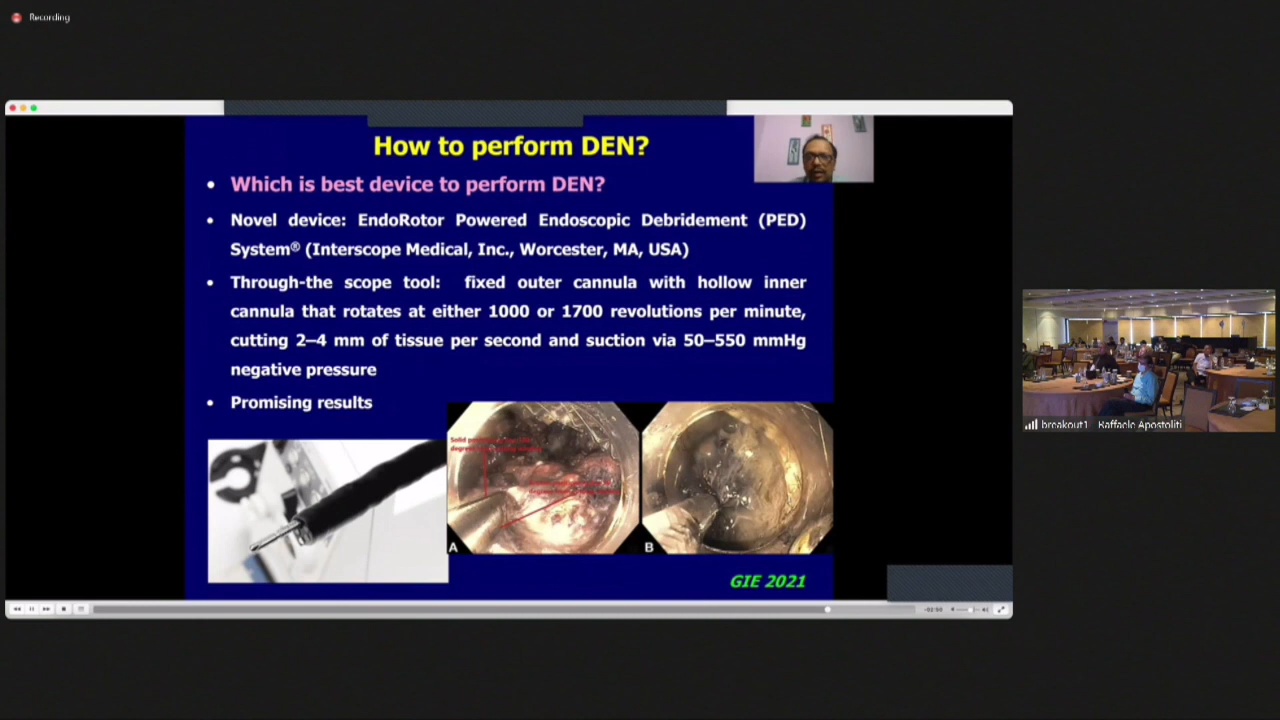 Recording
How to perform DEN?
• Which is best device to perform DEN?
• Novel device: EndoRotor Powered Endoscopic Debridement (PED)
System® (Interscope Medical, Inc., Worcester, MA, USA)
• Through-the scope tool: fixed outer cannula with hollow inner
cannula that rotates at either 1000 or 1700 revolutions per minute,
cutting 2–4 mm of tissue per second and suction via 50–550 mmHg
negative pressure
• Promising results
Solid
A
B
GIE 2021
-02:50
breakout1 - Raffaele Apostoliti